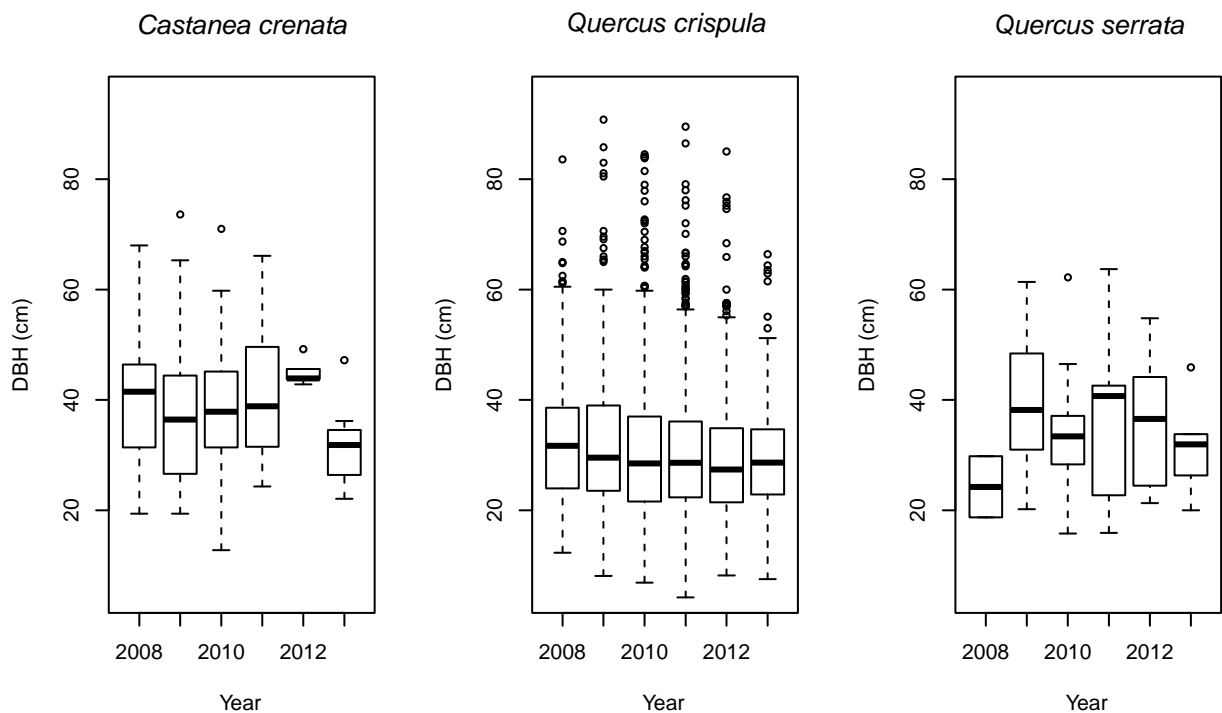 Castanea crenata
DBH (cm)
80
60
40
20
2008 2010 2012
Year
Quercus crispula
DBH (cm)
80
60
40
20
2008 2010 2012
Year
Quercus serrata
DBH (cm)
80
60
40
20
2008 2010 2012
Year